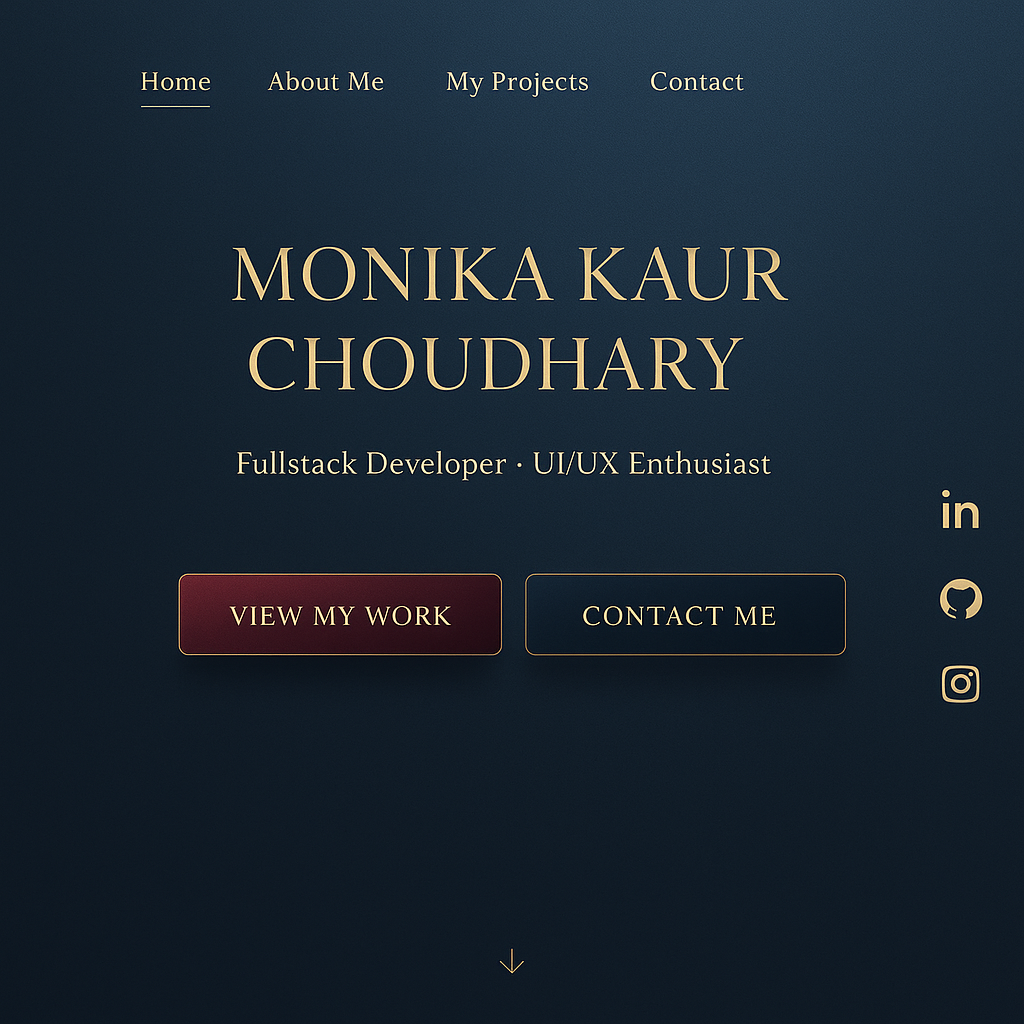 Home About Me My Projects Contact
MONIKA KAUR
CHOUDHARY
Fullstack Developer · UI/UX Enthusiast
in
VIEW MY WORK CONTACT ME